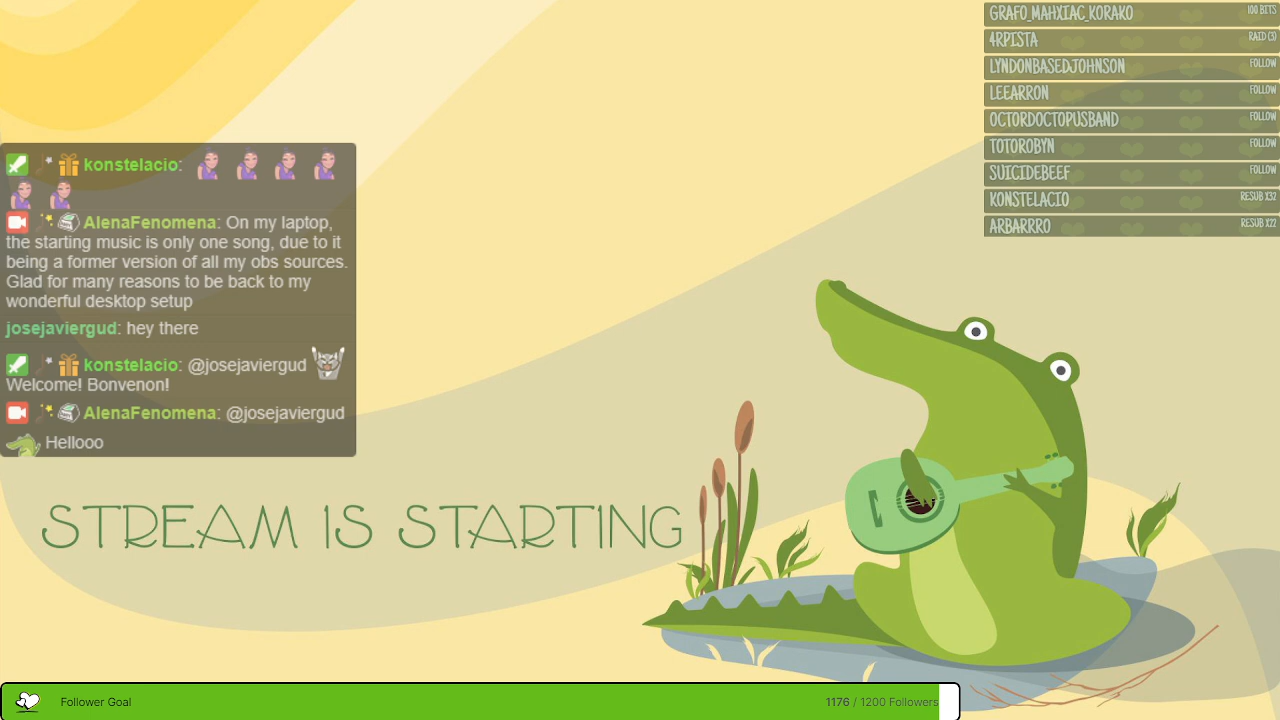 GRAFO_MAHXIAC_KORAKO 100 BITS
4RPISTA RAID (3)
LYNDONBASEDJOHNSON FOLLOW
LEEARRON FOLLOW
OCTORDOCTOPUSBAND FOLLOW
TOTOROBYN FOLLOW
SUICIDEBEEF FOLLOW
KONSTELACIO RESUB X32
ARBARRRO RESUB X22
konstelacio:
AlenaFenomena: On my laptop,
the starting music is only one song, due to it
being a former version of all my obs sources.
Glad for many reasons to be back to my
wonderful desktop setup
josejaviergud: hey there
konstelacio: @josejaviergud
Welcome! Bonvenon!
AlenaFenomena: @josejaviergud
Hellooo
STREAM IS STARTING
Follower Goal 1176 / 1200 Followers